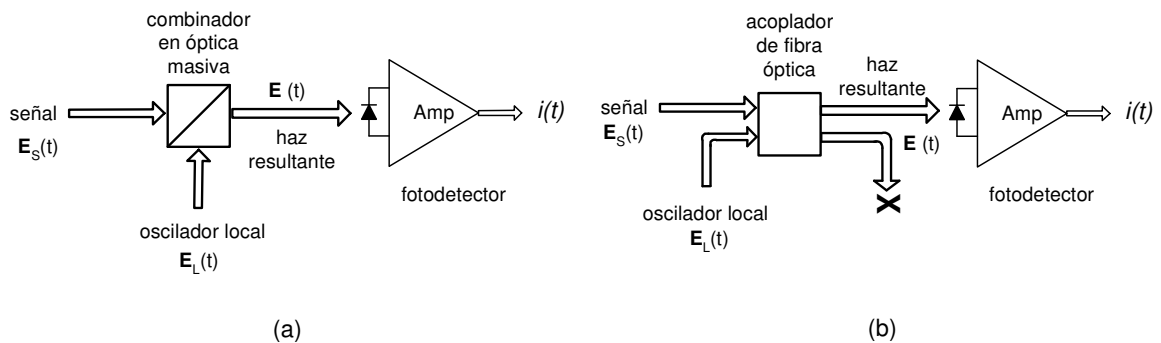 combinador
en óptica
masiva
señal
E_S(t)
E (t)
haz
resultante
oscilador local
E_L(t)
Amp
i(t)
fotodetector
(a)
acoplador
de fibra
óptica
señal
E_S(t)
haz
resultante
E (t)
oscilador local
E_L(t)
X
Amp
i(t)
fotodetector
(b)